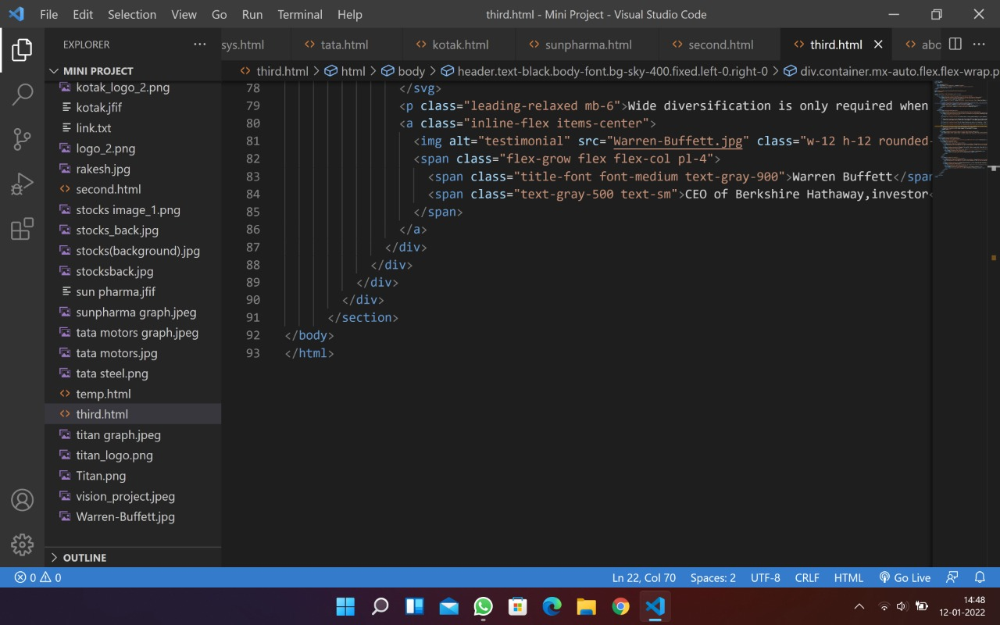 File Edit Selection View Go Run Terminal Help third.html - Mini Project - Visual Studio Code
EXPLORER
sys.html tata.html kotak.html sunpharma.html second.html third.html abo
MINI PROJECT
third.html > html > body > header.text-black.body-font.bg-sky-400.fixed.left-0.right-0 > div.container.mx-auto.flex.flex-wrap.p
kotak_logo_2.png
kotak.jfif
link.txt
logo_2.png
rakesh.jpg
second.html
stocks image_1.png
stocks_back.jpg
stocks(background).jpg
stocksback.jpg
sun pharma.jfif
sunpharma graph.jpeg
tata motors graph.jpeg
tata motors.jpg
tata steel.png
temp.html
third.html
titan graph.jpeg
titan_logo.png
Titan.png
vision_project.jpeg
Warren-Buffett.jpg
OUTLINE
78 </svg>
79 <p class="leading-relaxed mb-6">Wide diversification is only required when
80 <a class="inline-flex items-center">
81 <img alt="testimonial" src="Warren-Buffett.jpg" class="w-12 h-12 rounded-
82 <span class="flex-grow flex flex-col pl-4">
83 <span class="title-font font-medium text-gray-900">Warren Buffett</span
84 <span class="text-gray-500 text-sm">CEO of Berkshire Hathaway,investor<
85 </span>
86 </a>
87 </div>
88 </div>
89 </div>
90 </div>
91 </section>
92 </body>
93 </html>
0 0 Ln 22, Col 70 Spaces: 2 UTF-8 CRLF HTML Go Live
14:48
12-01-2022